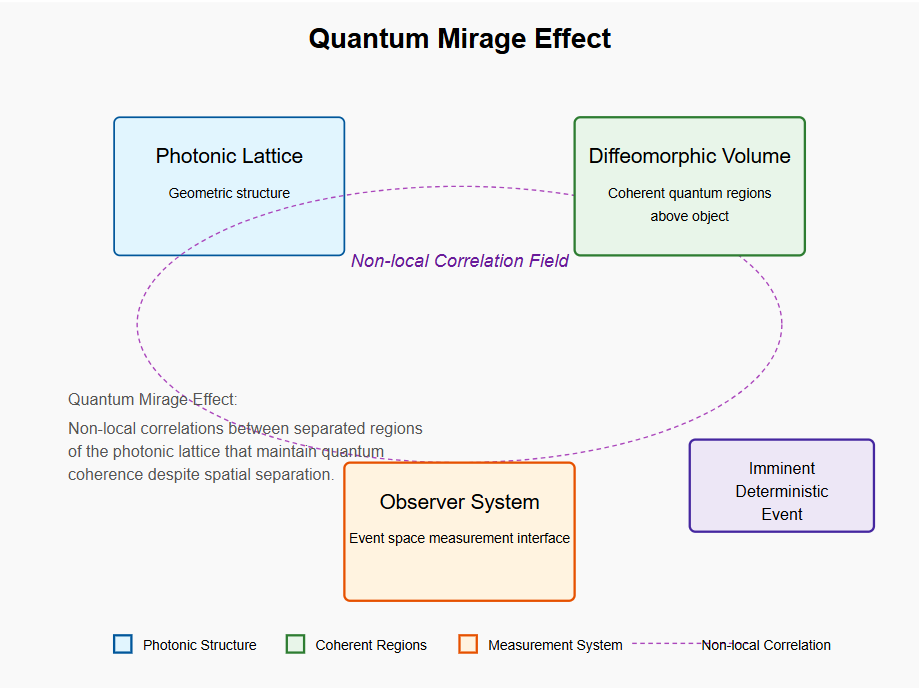 Quantum Mirage Effect
Photonic Lattice
Geometric structure
Diffeomorphic Volume
Coherent quantum regions
above object
Non-local Correlation Field
Quantum Mirage Effect:
Non-local correlations between separated regions
of the photonic lattice that maintain quantum
coherence despite spatial separation.
Observer System
Event space measurement interface
Imminent
Deterministic
Event
Photonic Structure
Coherent Regions
Measurement System
Non-local Correlation